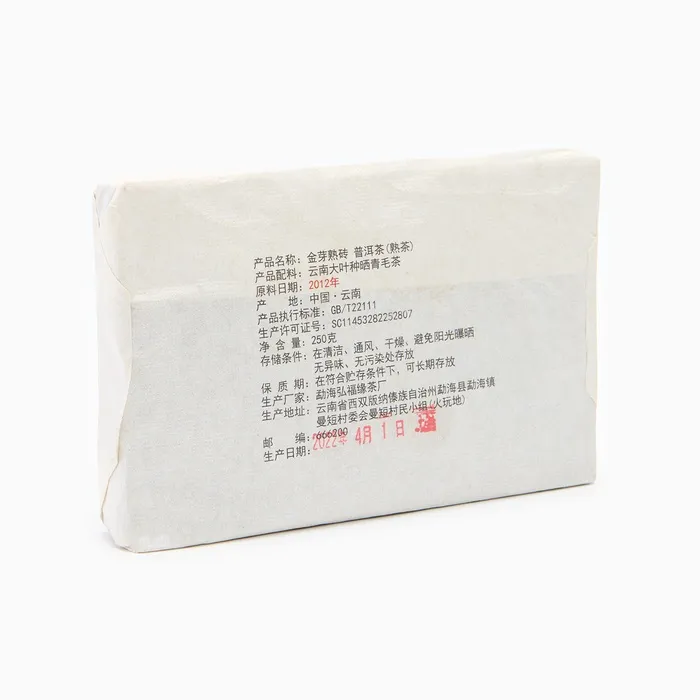 产品名称：金芽熟砖 普洱茶(熟茶)
产品配料：云南大叶种晒青毛茶
原料日期：2012年
产 地：中国·云南
产品执行标准：GB/T22111
生产许可证号：SC11453282252807
净 含 量：250克
存储条件：在清洁、通风、干燥、避免阳光曝晒
无异味、无污染处存放
保 质 期：在符合贮存条件下，可长期存放
生产厂家：勐海弘福缘茶厂
生产地址：云南省西双版纳傣族自治州勐海县勐海镇
曼短村委会曼短村民小组(火玩地)
邮 编：666200
生产日期：2022年 4月 1日